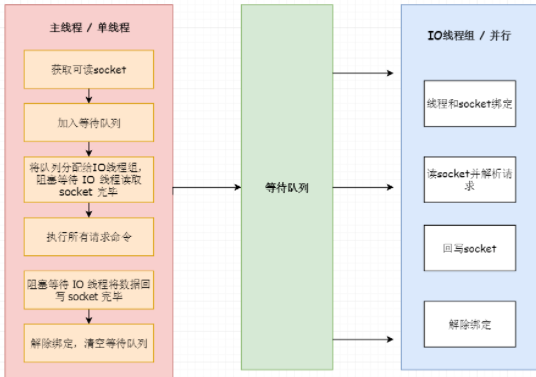 主线程 / 单线程
获取可读socket
加入等待队列
将队列分配给IO线程组,
阻塞等待 IO 线程读取
socket 完毕
执行所有请求命令
阻塞等待 IO 线程将数据回
写 socket 完毕
解除绑定，清空等待队列
等待队列
IO线程组 / 并行
线程和socket绑定
读socket并解析请
求
回写socket
解除绑定